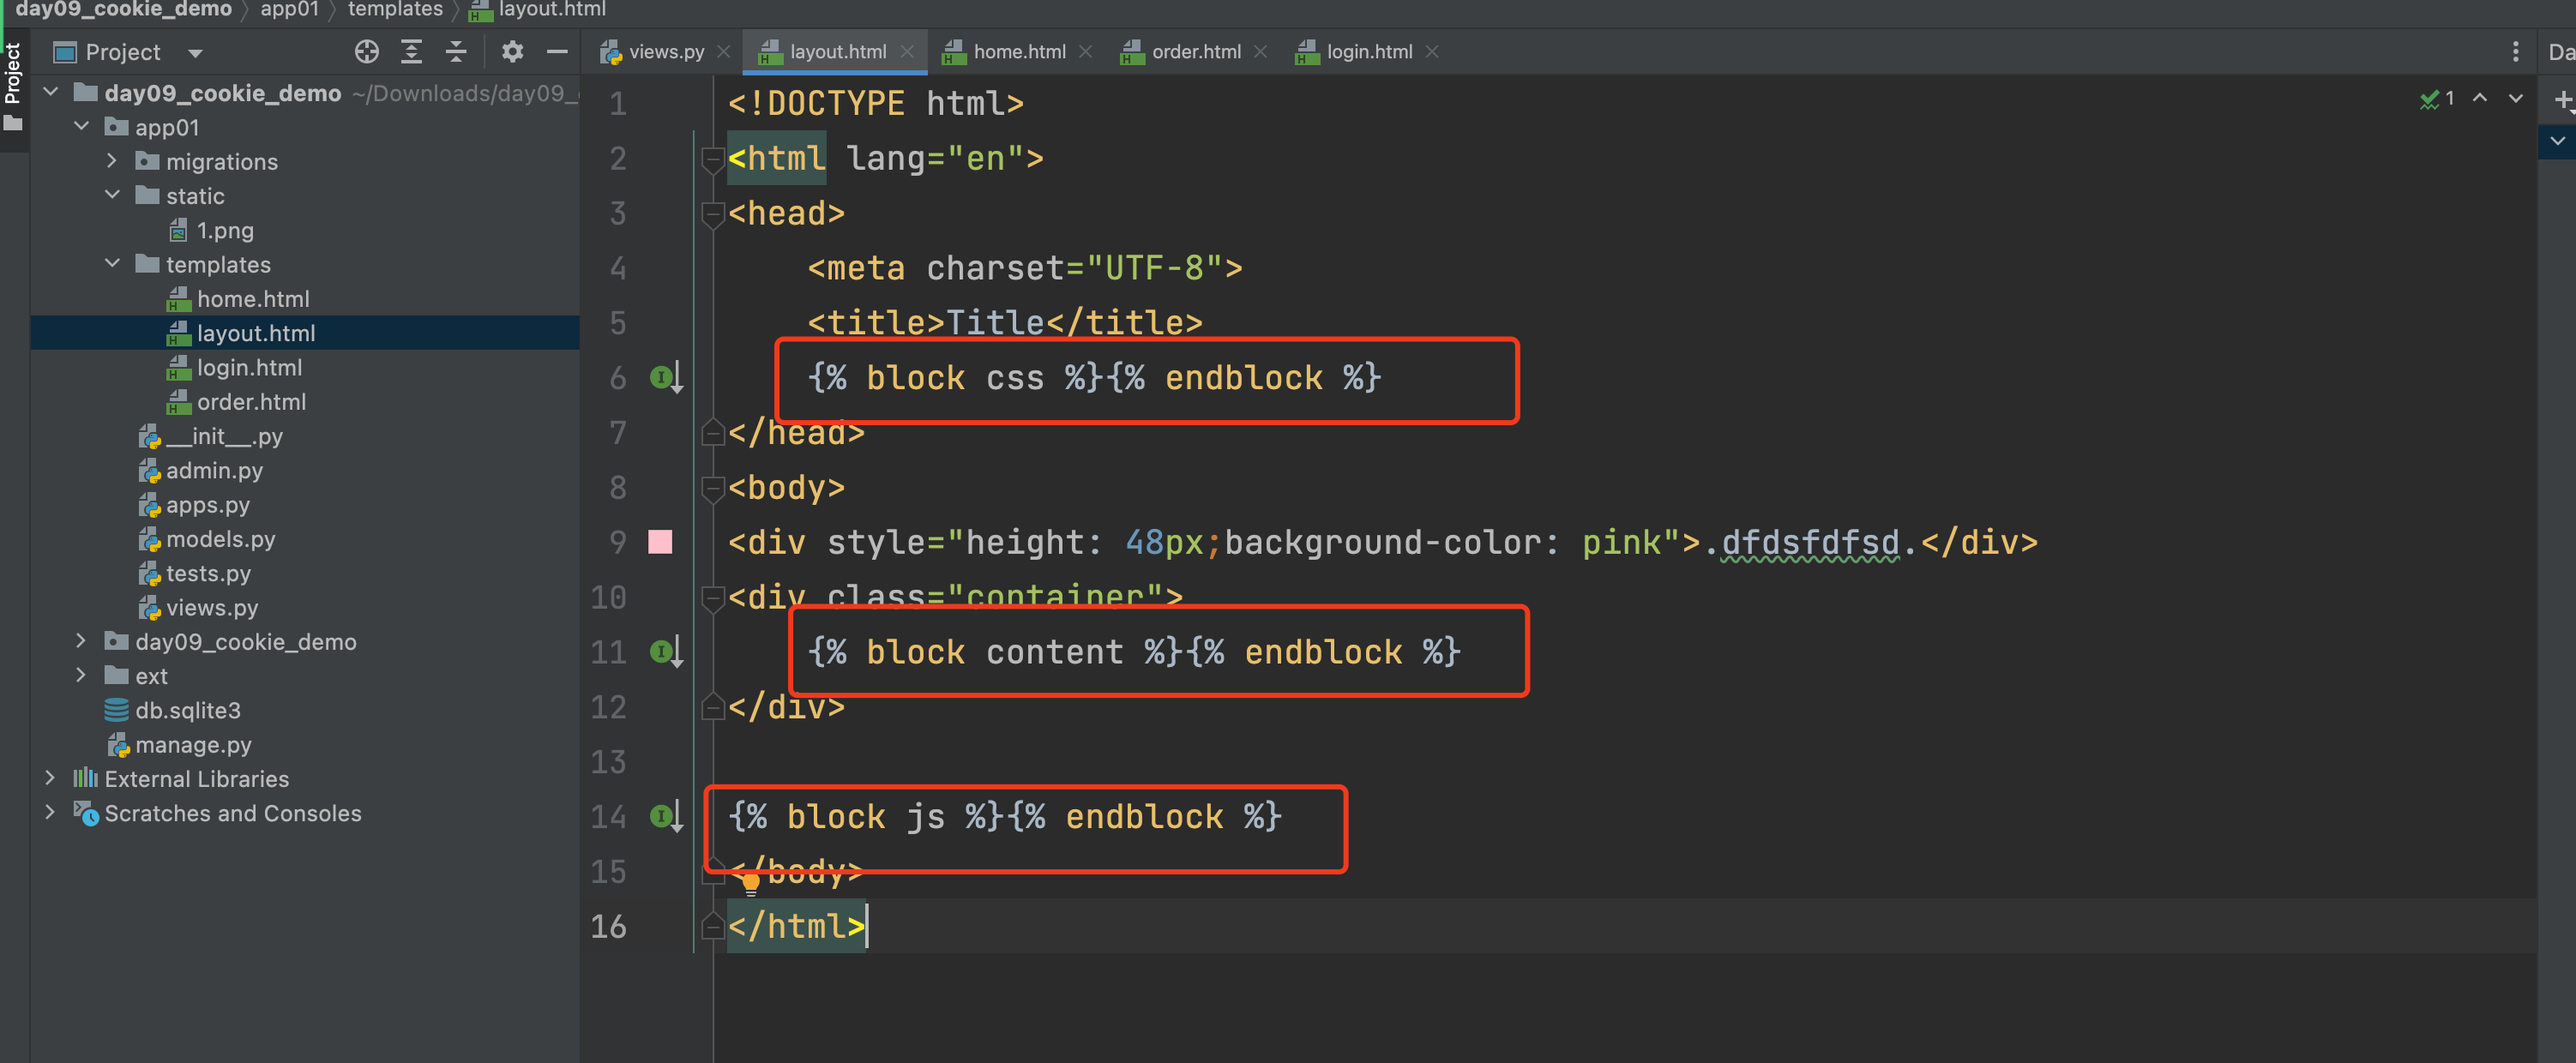 day09_cookie_demo app01 templates layout.html
Project
Project
views.py layout.html home.html order.html login.html
day09_cookie_demo ~/Downloads/day09_
app01
migrations
static
1.png
templates
home.html
layout.html
login.html
order.html
__init__.py
admin.py
apps.py
models.py
tests.py
views.py
day09_cookie_demo
ext
db.sqlite3
manage.py
External Libraries
Scratches and Consoles
1 <!DOCTYPE html>
2 <html lang="en">
3 <head>
4 <meta charset="UTF-8">
5 <title>Title</title>
6 {% block css %}{% endblock %}
7 </head>
8 <body>
9 <div style="height: 48px;background-color: pink">.dfdsfdfsd.</div>
10 <div class="container">
11 {% block content %}{% endblock %}
12 </div>
13
14 {% block js %}{% endblock %}
15 </body>
16 </html>
1